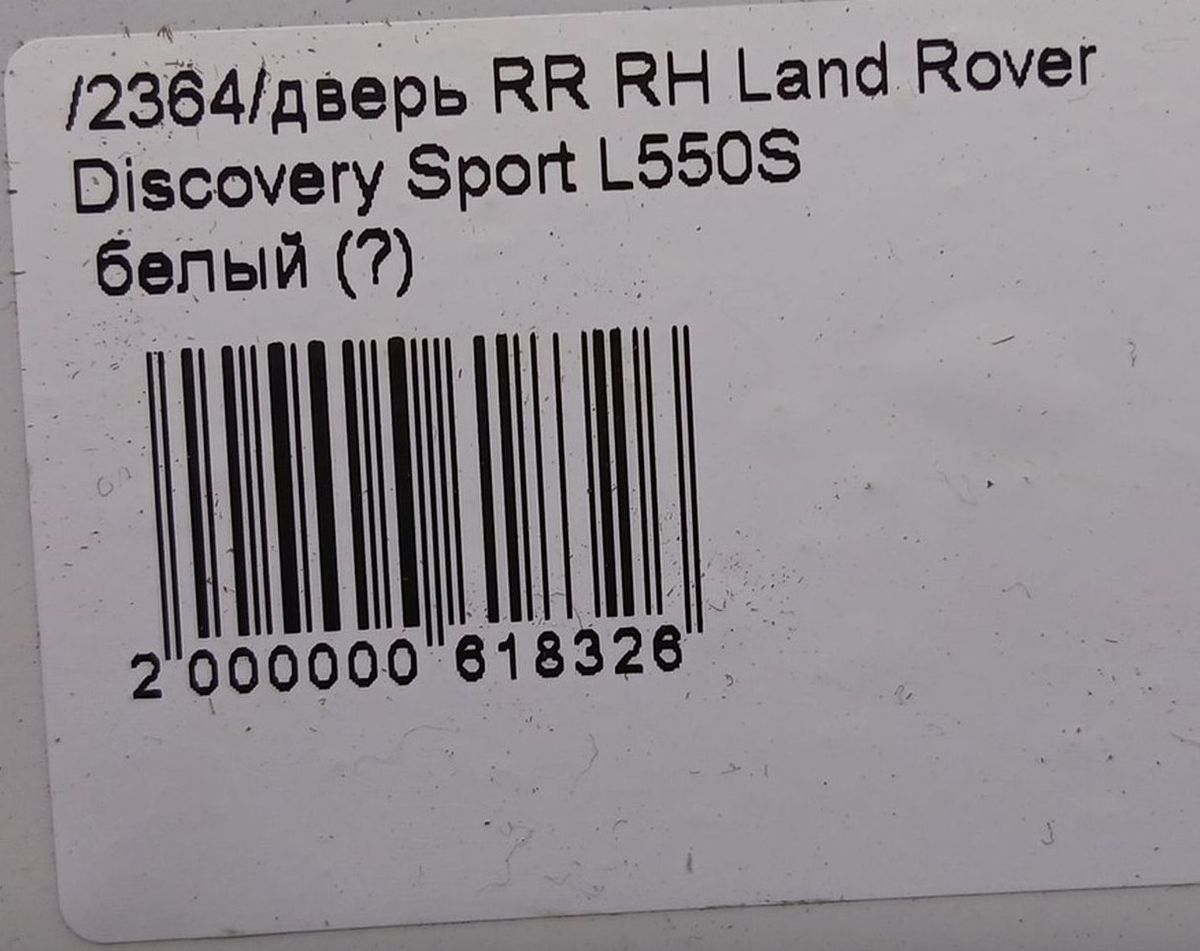 /2364/дверь RR RH Land Rover
Discovery Sport L550S
белый (?)
2 000000 618326